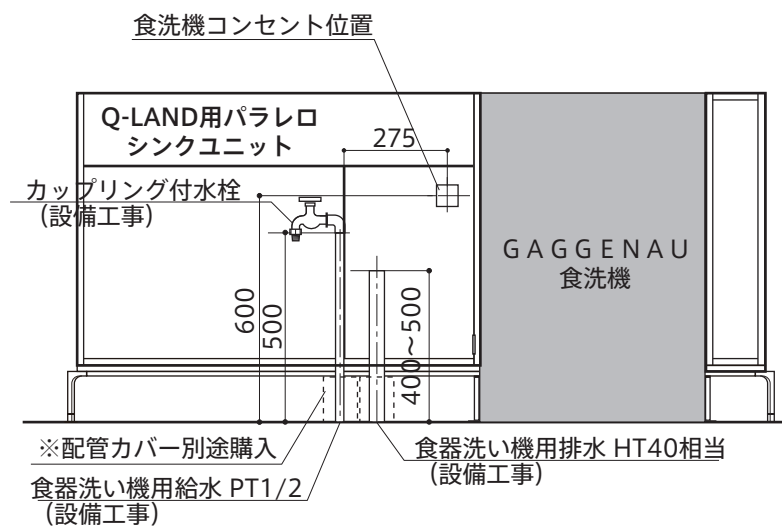 食洗機コンセント位置
Q-LAND用パラレロ
シンクユニット
275
カップリング付水栓
(設備工事)
600
500
400〜500
GAGGENAU
食洗機
※配管カバー別途購入
食器洗い機用排水 HT40相当
(設備工事)
食器洗い機用給水 PT1/2
(設備工事)